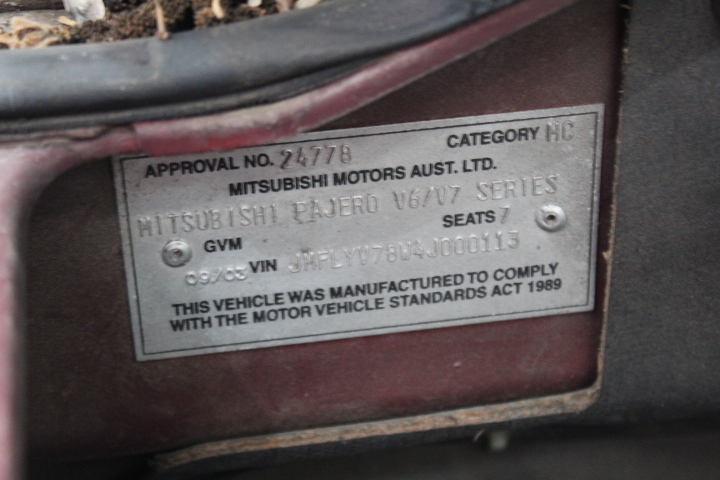 APPROVAL NO. 24778 CATEGORY MC
MITSUBISHI MOTORS AUST. LTD.
MITSUBISHI PAJERO V6/V7 SERIES
GVM SEATS 7
09/03 VIN JMFLYV78W4J000113
THIS VEHICLE WAS MANUFACTURED TO COMPLY
WITH THE MOTOR VEHICLE STANDARDS ACT 1989